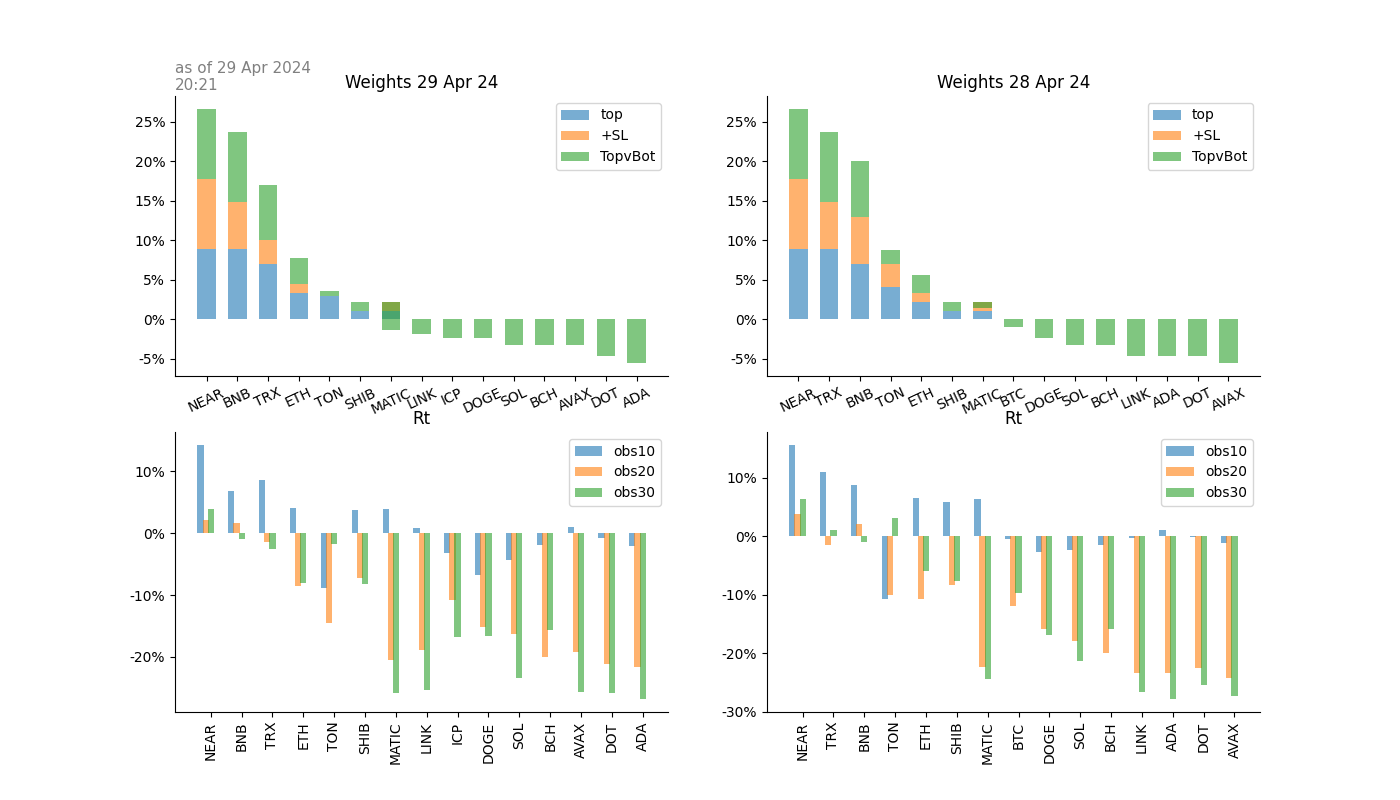 as of 29 Apr 2024
20:21
Weights 29 Apr 24
25%
20%
15%
10%
5%
0%
-5%
top
+SL
TopvBot
NEAR BNB TRX ETH TON SHIB MATIC LINK ICP DOGE SOL BCH AVAX DOT ADA
Weights 28 Apr 24
25%
20%
15%
10%
5%
0%
-5%
top
+SL
TopvBot
NEAR TRX BNB TON ETH SHIB MATIC BTC DOGE SOL BCH LINK ADA DOT AVAX
Rt
10%
0%
-10%
-20%
obs10
obs20
obs30
NEAR BNB TRX ETH TON SHIB MATIC LINK ICP DOGE SOL BCH AVAX DOT ADA
Rt
10%
0%
-10%
-20%
-30%
obs10
obs20
obs30
NEAR TRX BNB TON ETH SHIB MATIC BTC DOGE SOL BCH LINK ADA DOT AVAX